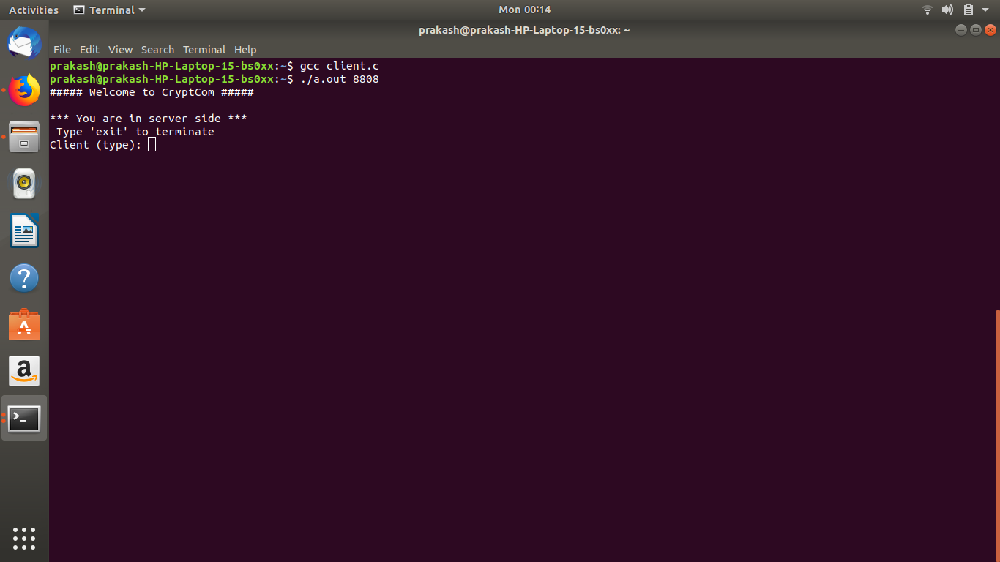 Activities Terminal Mon 00:14
prakash@prakash-HP-Laptop-15-bs0xx: ~
File Edit View Search Terminal Help
prakash@prakash-HP-Laptop-15-bs0xx:~$ gcc client.c
prakash@prakash-HP-Laptop-15-bs0xx:~$ ./a.out 8808
##### Welcome to CryptCom #####
*** You are in server side ***
Type 'exit' to terminate
Client (type):